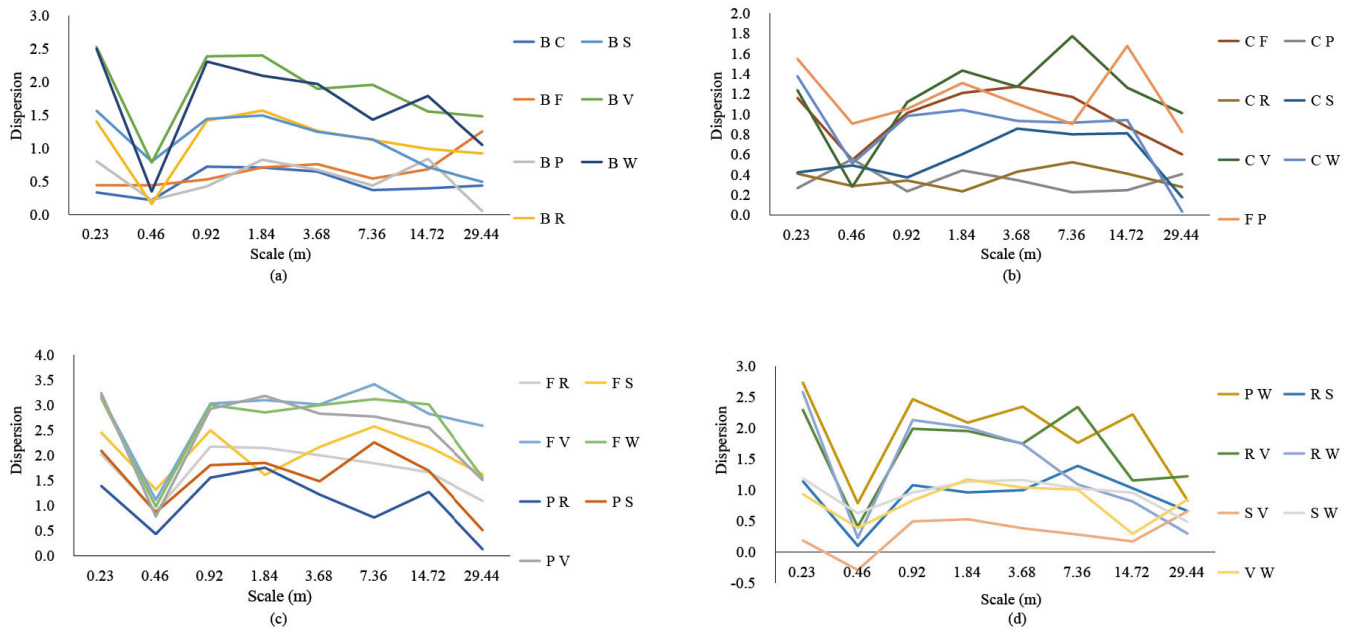 3.0
2.5
2.0
1.5
1.0
0.5
0.0
Dispersion
0.23 0.46 0.92 1.84 3.68 7.36 14.72 29.44
Scale (m)
(a)
B C B S
B F B V
B P B W
B R
2.0
1.8
1.6
1.4
1.2
1.0
0.8
0.6
0.4
0.2
0.0
Dispersion
0.23 0.46 0.92 1.84 3.68 7.36 14.72 29.44
Scale (m)
(b)
C F C P
C R C S
C V C W
F P
4.0
3.5
3.0
2.5
2.0
1.5
1.0
0.5
0.0
Dispersion
0.23 0.46 0.92 1.84 3.68 7.36 14.72 29.44
Scale (m)
(c)
F R F S
F V F W
P R P S
P V
3.0
2.5
2.0
1.5
1.0
0.5
0.0
-0.5
Dispersion
0.23 0.46 0.92 1.84 3.68 7.36 14.72 29.44
Scale (m)
(d)
P W R S
R V R W
S V S W
V W